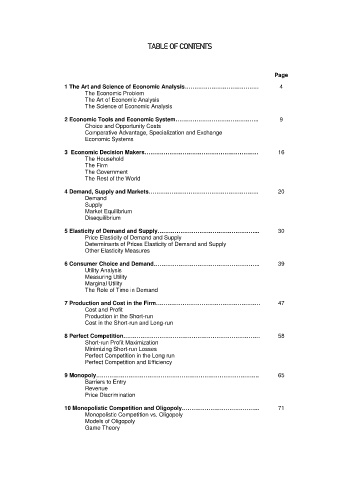 TABLE OF CONTENTS
Page
1 The Art and Science of Economic Analysis……………………………… 4
The Economic Problem
The Art of Economic Analysis
The Science of Economic Analysis
2 Economic Tools and Economic System………………………………….. 9
Choice and Opportunity Costs
Comparative Advantage, Specialization and Exchange
Economic Systems
3 Economic Decision Makers……………………………………………… 16
The Household
The Firm
The Government
The Rest of the World
4 Demand, Supply and Markets…………………………………………….. 20
Demand
Supply
Market Equilibrium
Disequilibrium
5 Elasticity of Demand and Supply………………………………………... 30
Price Elasticity of Demand and Supply
Determinants of Prices Elasticity of Demand and Supply
Other Elasticity Measures
6 Consumer Choice and Demand…………………………………………… 39
Utility Analysis
Measuring Utility
Marginal Utility
The Role of Time in Demand
7 Production and Cost in the Firm………………………………………… 47
Cost and Profit
Production in the Short-run
Cost in the Short-run and Long-run
8 Perfect Competition……………………………………………………… 58
Short-run Profit Maximization
Minimizing Short-run Losses
Perfect Competition in the Long run
Perfect Competition and Efficiency
9 Monopoly………………………………………………………………….. 65
Barriers to Entry
Revenue
Price Discrimination
10 Monopolistic Competition and Oligopoly……………………………... 71
Monopolistic Competition vs. Oligopoly
Models of Oligopoly
Game Theory